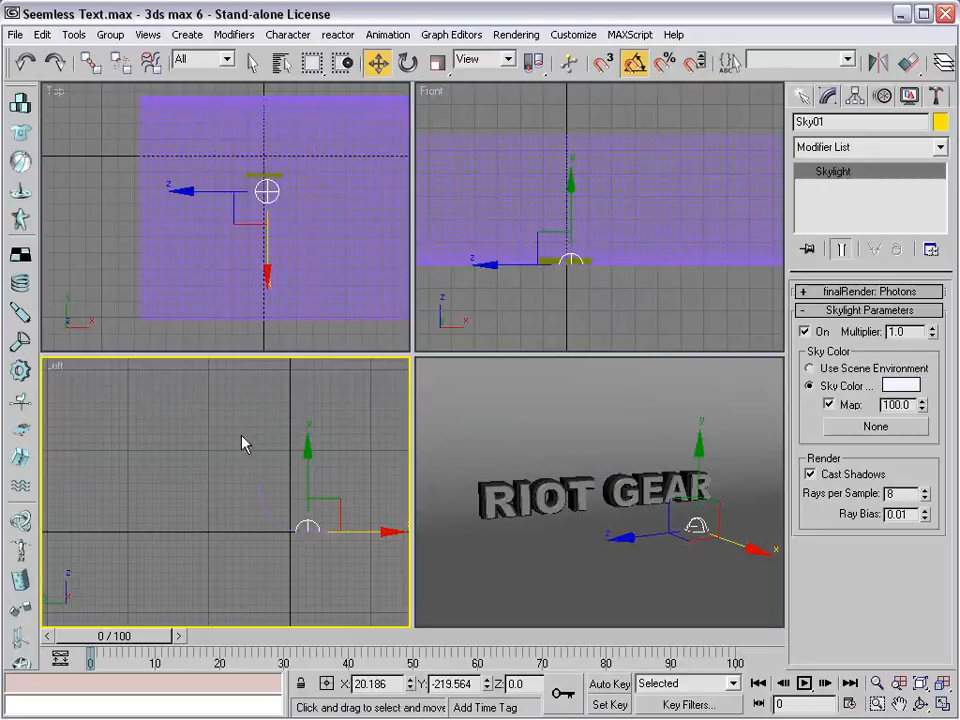 Seemless Text.max - 3ds max 6 - Stand-alone License
File Edit Tools Group Views Create Modifiers Character reactor Animation Graph Editors Rendering Customize MAXScript Help
All View
Top Front
Left
RIOT GEAR
Sky01
Modifier List
Skylight
+ finalRender: Photons
- Skylight Parameters
On Multiplier: 1.0
Sky Color
Use Scene Environment
Sky Color...
Map: 100.0
None
Render
Cast Shadows
Rays per Sample: 8
Ray Bias: 0.01
0 / 100
0 10 20 30 40 50 60 70 80 90 100
X: 20.186 Y: -219.564 Z: 0.0 Auto Key Selected
Click and drag to select and move Add Time Tag Set Key Key Filters... 0